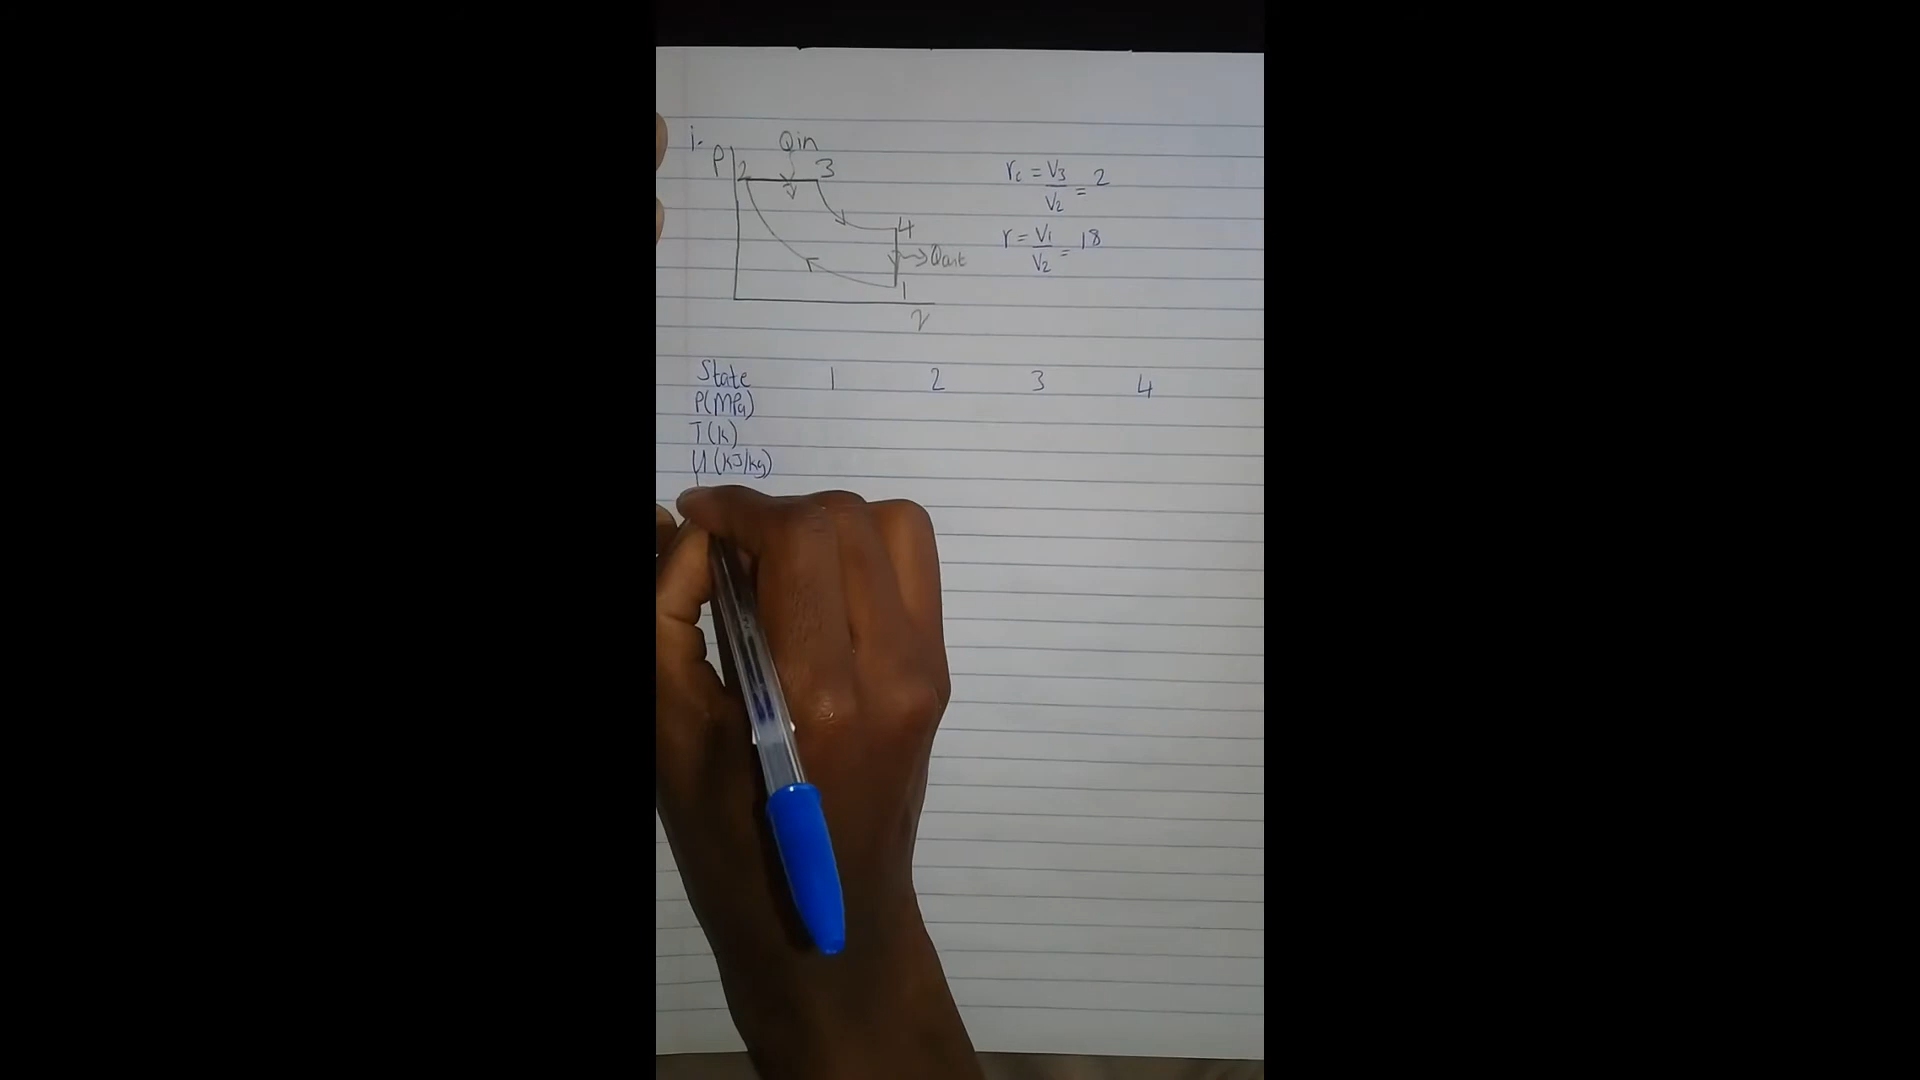 i.
Qin
P
2
3
4
Qout
1
v
rc = V3/V2 = 2
r = V1/V2 = 18
State 1 2 3 4
P(MPa)
T(K)
U(KJ/kg)